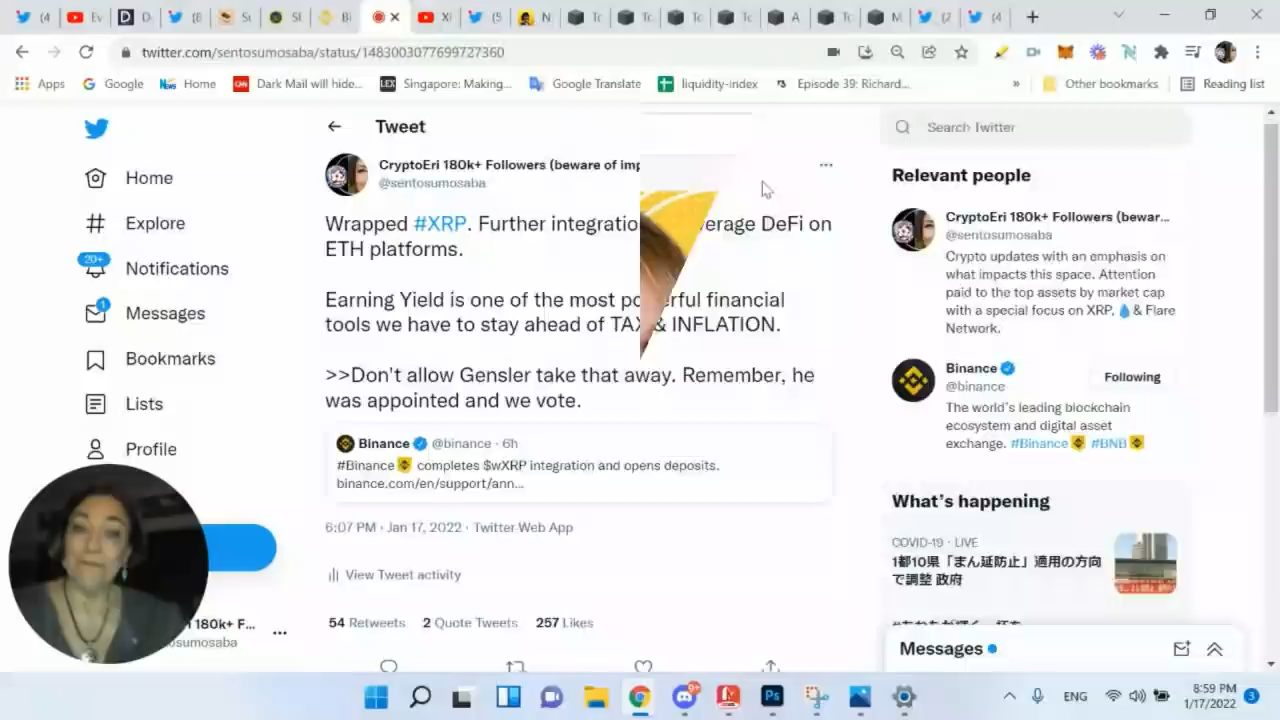 twitter.com/sentosumosaba/status/1483003077699727360
Apps
Google
Home
Dark Mail will hide...
Singapore: Making...
Google Translate
liquidity-index
Episode 39: Richard...
»
Other bookmarks
Reading list
Home
Explore
20+
Notifications
1
Messages
Bookmarks
Lists
Profile
180k+ F...
osumosaba
Tweet
CryptoEri 180k+ Followers (beware of imp
@sentosumosaba
Wrapped #XRP. Further integratio verage DeFi on
ETH platforms.
Earning Yield is one of the most po erful financial
tools we have to stay ahead of TAX & INFLATION.
>>Don't allow Gensler take that away. Remember, he
was appointed and we vote.
Binance @binance · 6h
#Binance completes $wXRP integration and opens deposits.
binance.com/en/support/ann...
6:07 PM · Jan 17, 2022 · Twitter Web App
View Tweet activity
54 Retweets 2 Quote Tweets 257 Likes
Search Twitter
Relevant people
CryptoEri 180k+ Followers (bewar...
@sentosumosaba
Crypto updates with an emphasis on
what impacts this space. Attention
paid to the top assets by market cap
with a special focus on XRP, & Flare
Network.
Binance
@binance
Following
The world's leading blockchain
ecosystem and digital asset
exchange. #Binance #BNB
What's happening
COVID-19 · LIVE
1都10県「まん延防止」適用の方向
で調整 政府
Messages
ENG
8:59 PM
1/17/2022
3